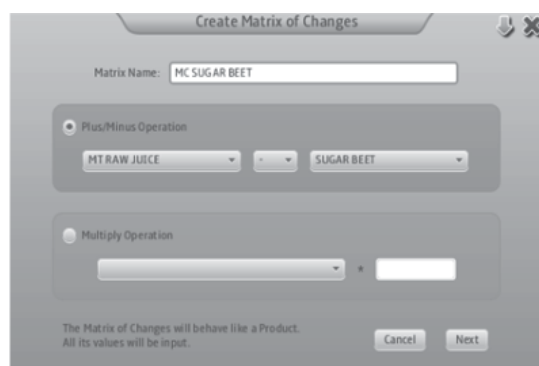 Create Matrix of Changes
Matrix Name: MC SUGAR BEET
Plus/Minus Operation
MT RAW JUICE - SUGAR BEET
Multiply Operation
*
The Matrix of Changes will behave like a Product.
All its values will be input.
Cancel Next